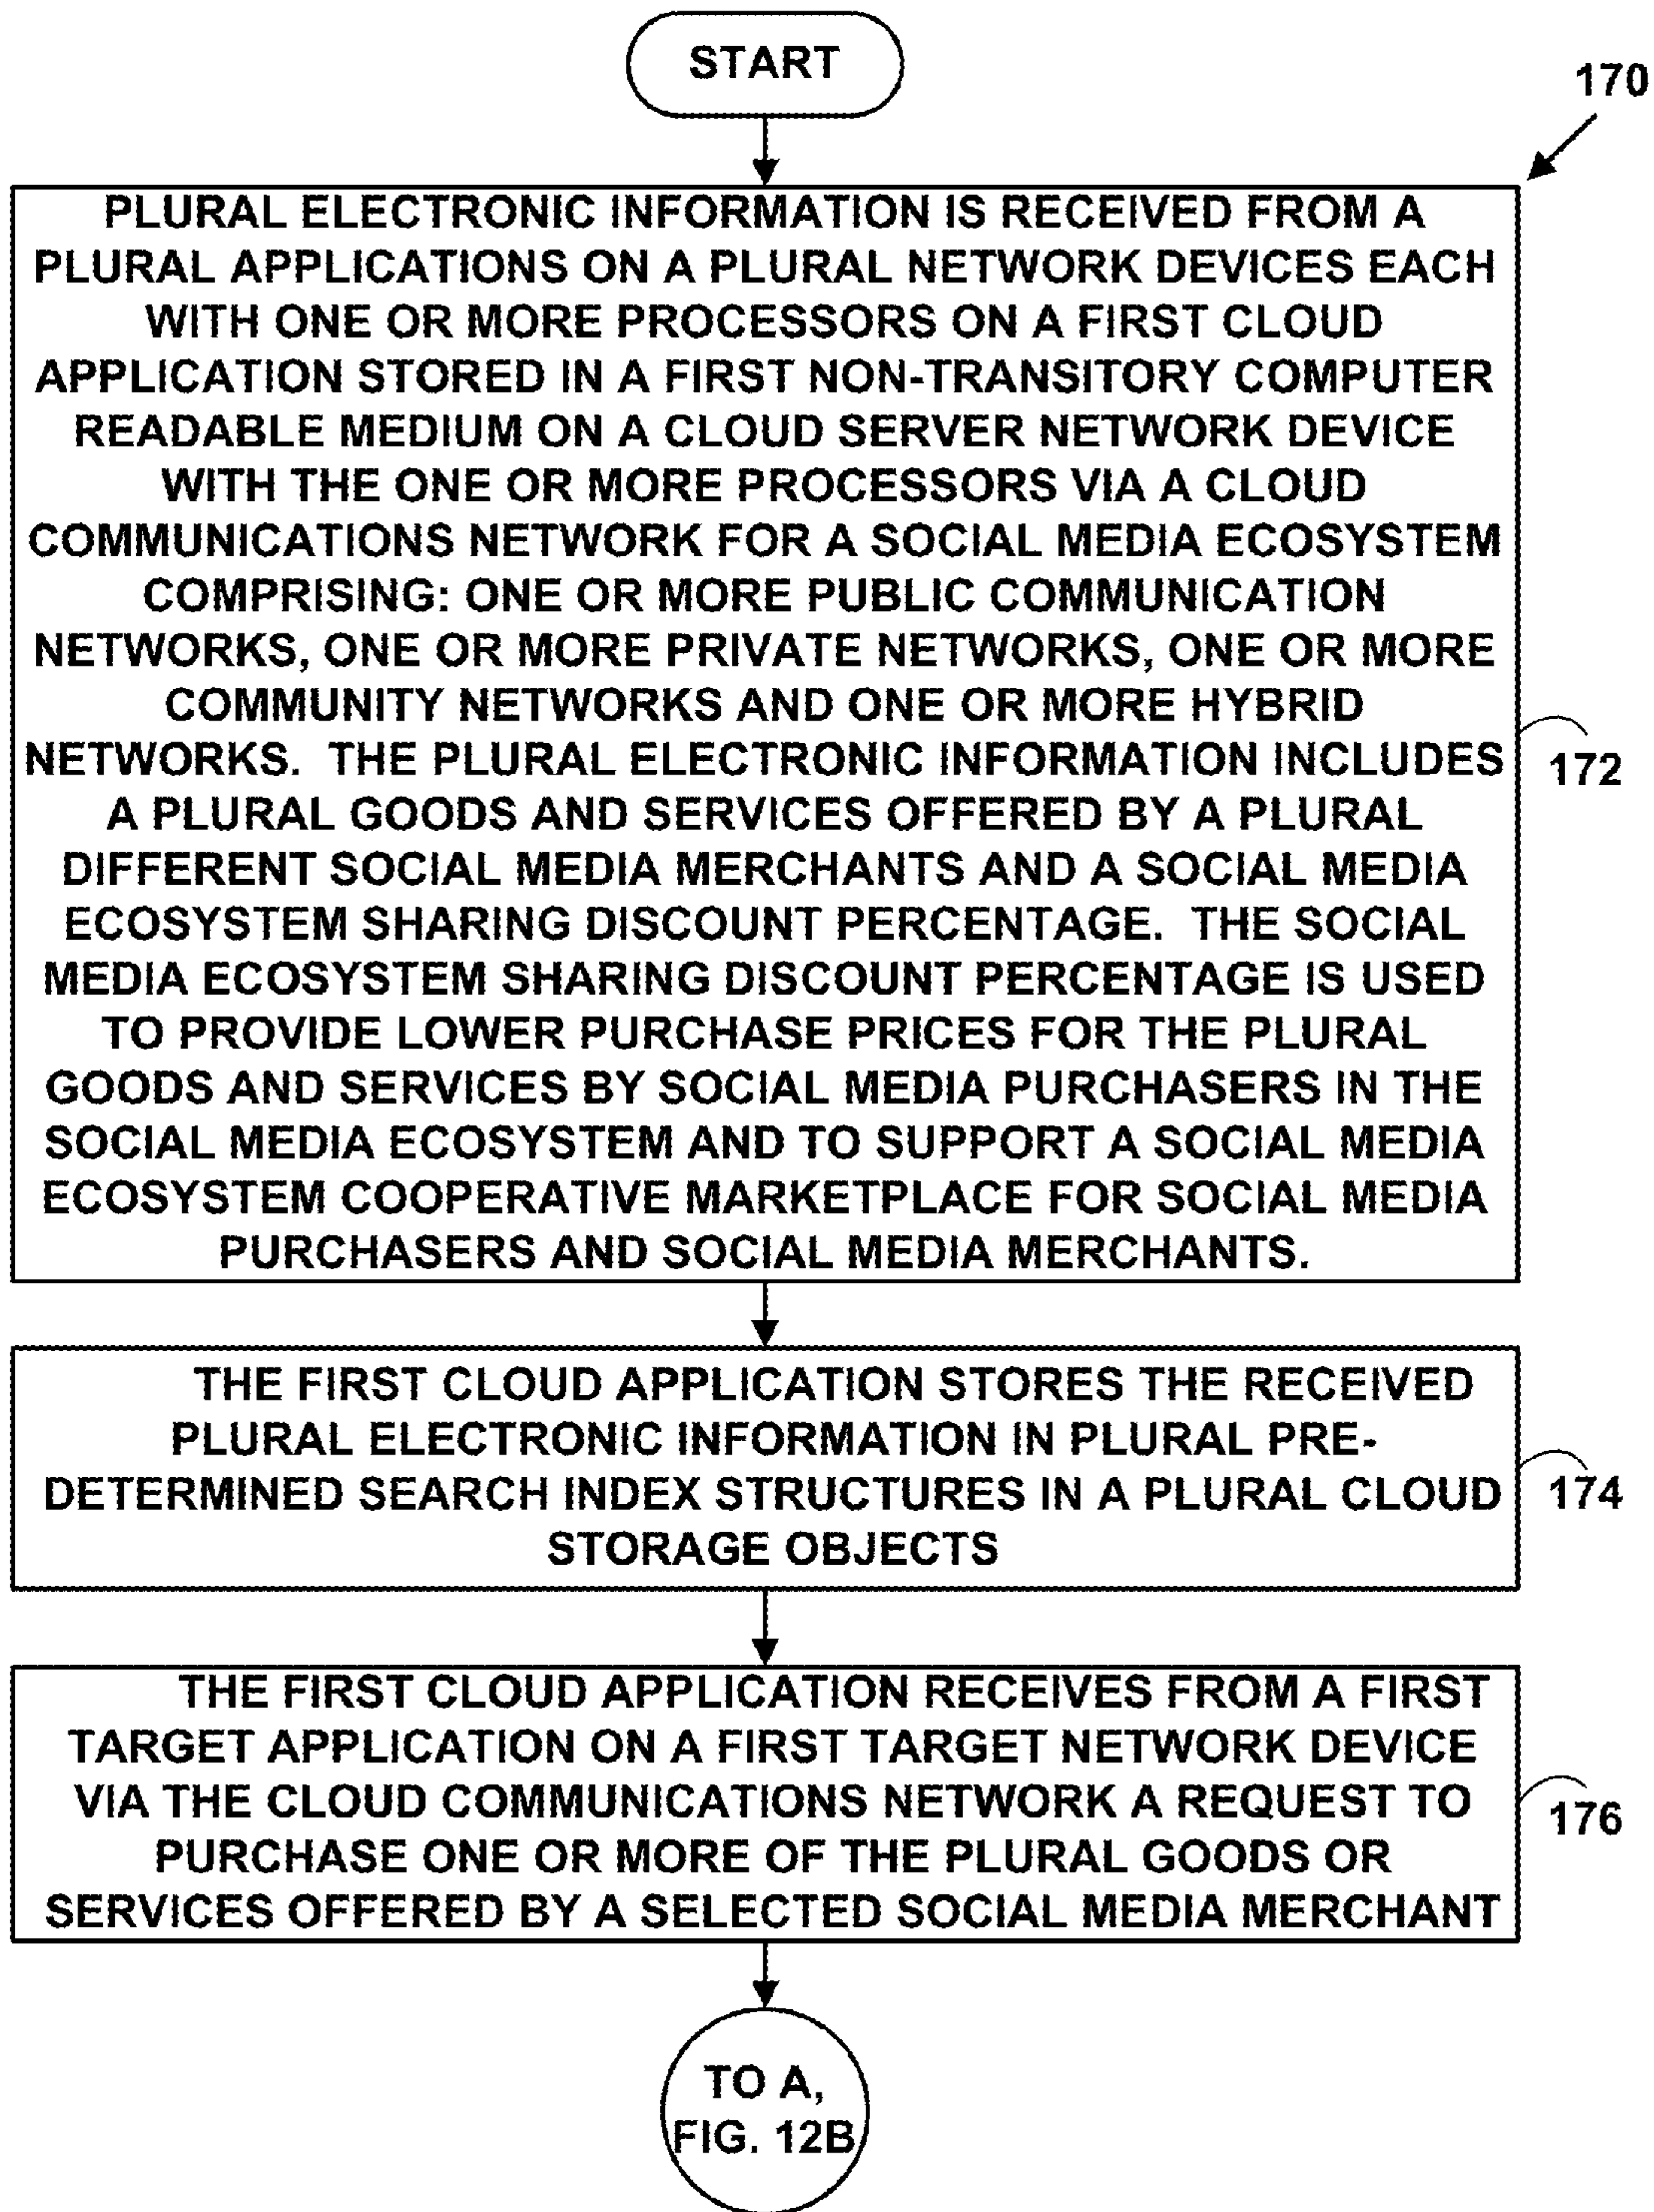 START
170
PLURAL ELECTRONIC INFORMATION IS RECEIVED FROM A
PLURAL APPLICATIONS ON A PLURAL NETWORK DEVICES EACH
WITH ONE OR MORE PROCESSORS ON A FIRST CLOUD
APPLICATION STORED IN A FIRST NON-TRANSITORY COMPUTER
READABLE MEDIUM ON A CLOUD SERVER NETWORK DEVICE
WITH THE ONE OR MORE PROCESSORS VIA A CLOUD
COMMUNICATIONS NETWORK FOR A SOCIAL MEDIA ECOSYSTEM
COMPRISING: ONE OR MORE PUBLIC COMMUNICATION
NETWORKS, ONE OR MORE PRIVATE NETWORKS, ONE OR MORE
COMMUNITY NETWORKS AND ONE OR MORE HYBRID
NETWORKS. THE PLURAL ELECTRONIC INFORMATION INCLUDES
A PLURAL GOODS AND SERVICES OFFERED BY A PLURAL
DIFFERENT SOCIAL MEDIA MERCHANTS AND A SOCIAL MEDIA
ECOSYSTEM SHARING DISCOUNT PERCENTAGE. THE SOCIAL
MEDIA ECOSYSTEM SHARING DISCOUNT PERCENTAGE IS USED
TO PROVIDE LOWER PURCHASE PRICES FOR THE PLURAL
GOODS AND SERVICES BY SOCIAL MEDIA PURCHASERS IN THE
SOCIAL MEDIA ECOSYSTEM AND TO SUPPORT A SOCIAL MEDIA
ECOSYSTEM COOPERATIVE MARKETPLACE FOR SOCIAL MEDIA
PURCHASERS AND SOCIAL MEDIA MERCHANTS.
172
THE FIRST CLOUD APPLICATION STORES THE RECEIVED
PLURAL ELECTRONIC INFORMATION IN PLURAL PRE-
DETERMINED SEARCH INDEX STRUCTURES IN A PLURAL CLOUD
STORAGE OBJECTS
174
THE FIRST CLOUD APPLICATION RECEIVES FROM A FIRST
TARGET APPLICATION ON A FIRST TARGET NETWORK DEVICE
VIA THE CLOUD COMMUNICATIONS NETWORK A REQUEST TO
PURCHASE ONE OR MORE OF THE PLURAL GOODS OR
SERVICES OFFERED BY A SELECTED SOCIAL MEDIA MERCHANT
176
TO A,
FIG. 12B